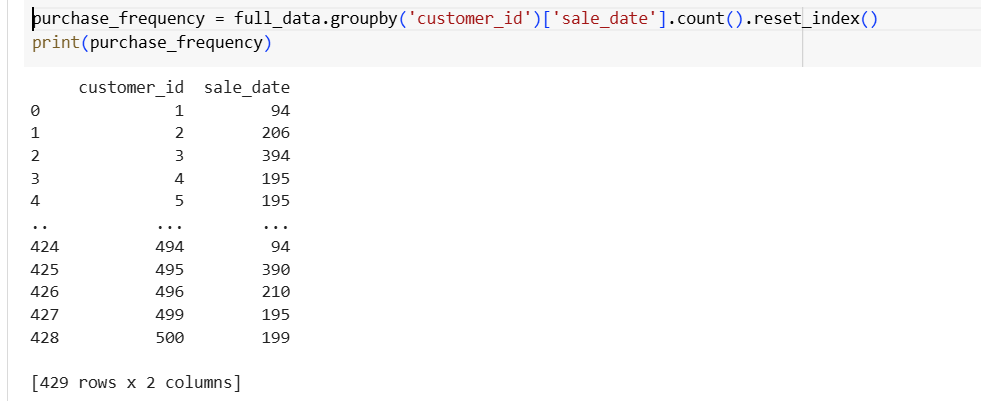 purchase_frequency = full_data.groupby('customer_id')['sale_date'].count().reset_index()
print(purchase_frequency)
     customer_id  sale_date
0              1         94
1              2        206
2              3        394
3              4        195
4              5        195
..           ...        ...
424          494         94
425          495        390
426          496        210
427          499        195
428          500        199
[429 rows x 2 columns]